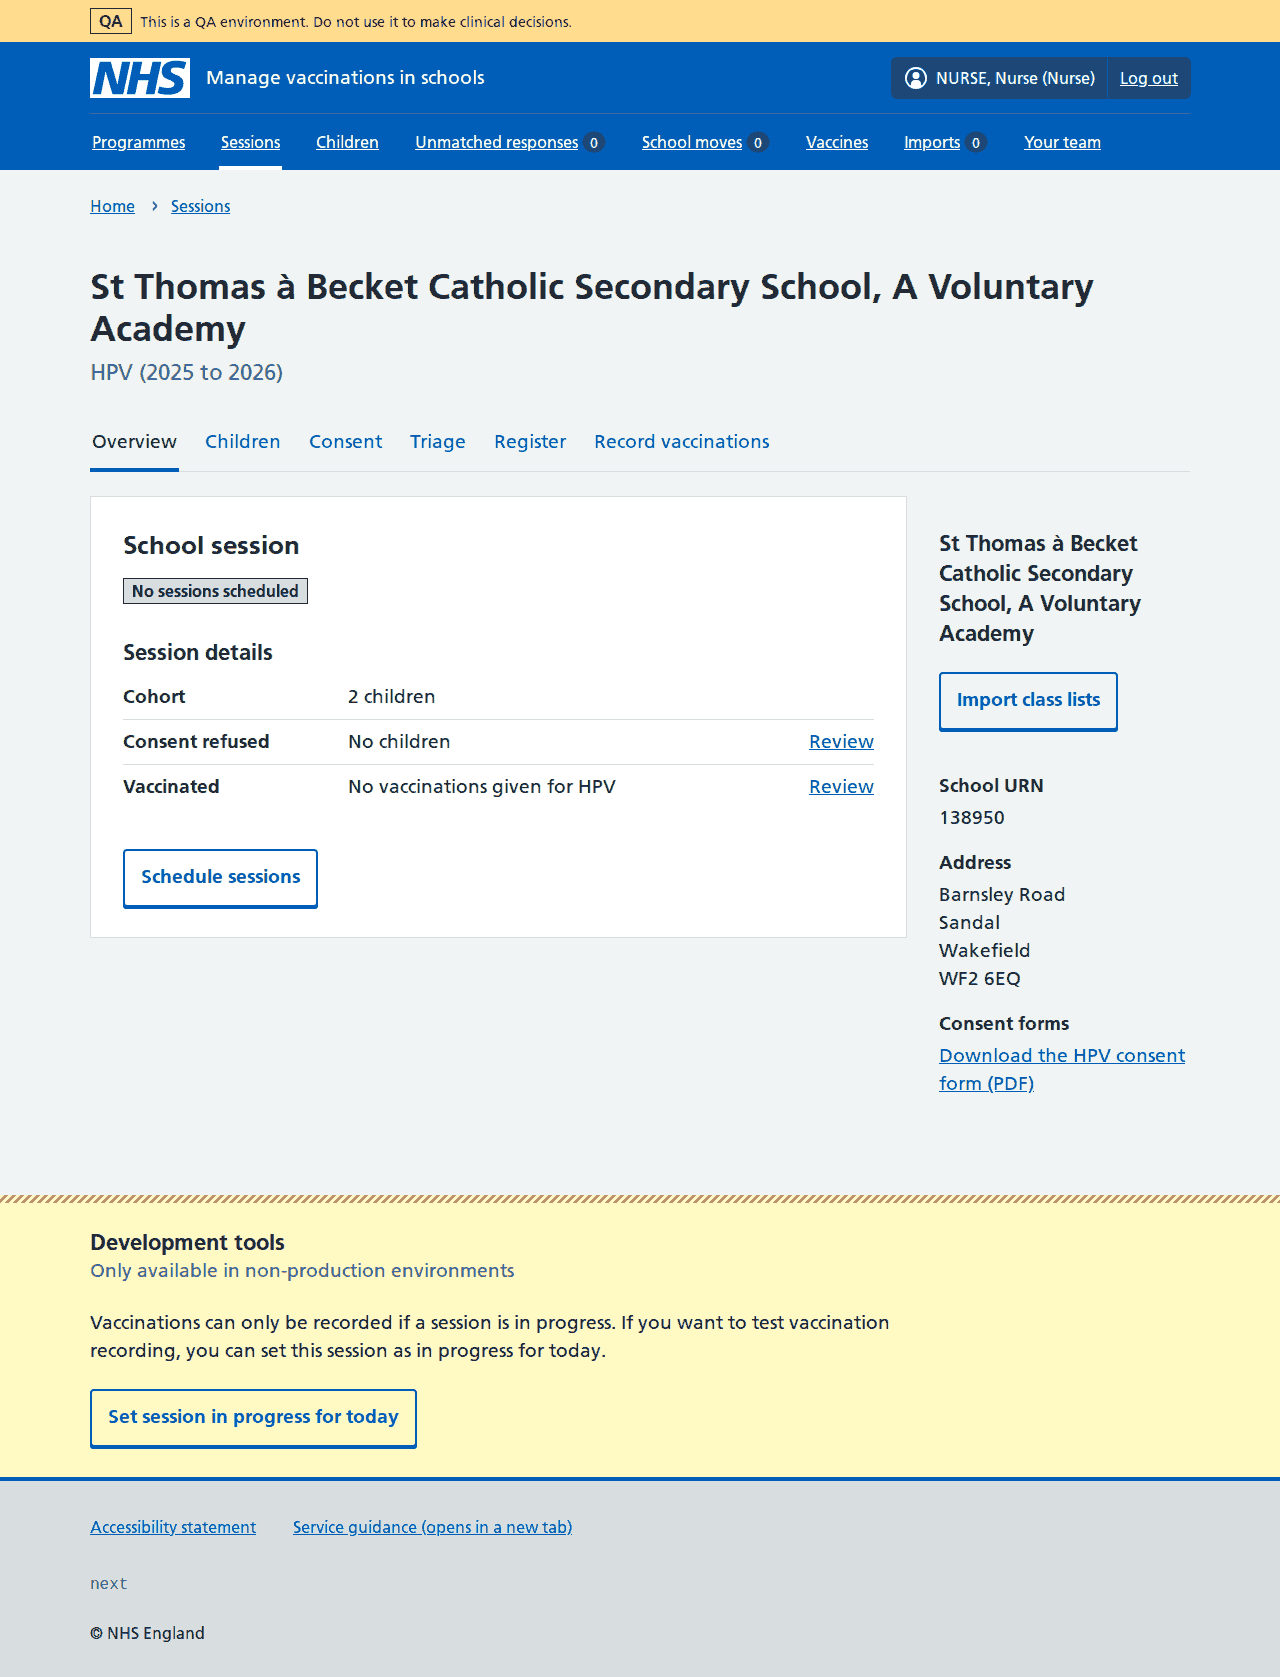 QA This is a QA environment. Do not use it to make clinical decisions.
NHS Manage vaccinations in schools NURSE, Nurse (Nurse) Log out
Programmes Sessions Children Unmatched responses 0 School moves 0 Vaccines Imports 0 Your team
Home › Sessions
St Thomas à Becket Catholic Secondary School, A Voluntary
Academy
HPV (2025 to 2026)
Overview Children Consent Triage Register Record vaccinations
School session
No sessions scheduled
Session details
Cohort 2 children
Consent refused No children Review
Vaccinated No vaccinations given for HPV Review
Schedule sessions
St Thomas à Becket
Catholic Secondary
School, A Voluntary
Academy
Import class lists
School URN
138950
Address
Barnsley Road
Sandal
Wakefield
WF2 6EQ
Consent forms
Download the HPV consent
form (PDF)
Development tools
Only available in non-production environments
Vaccinations can only be recorded if a session is in progress. If you want to test vaccination
recording, you can set this session as in progress for today.
Set session in progress for today
Accessibility statement Service guidance (opens in a new tab)
next
© NHS England